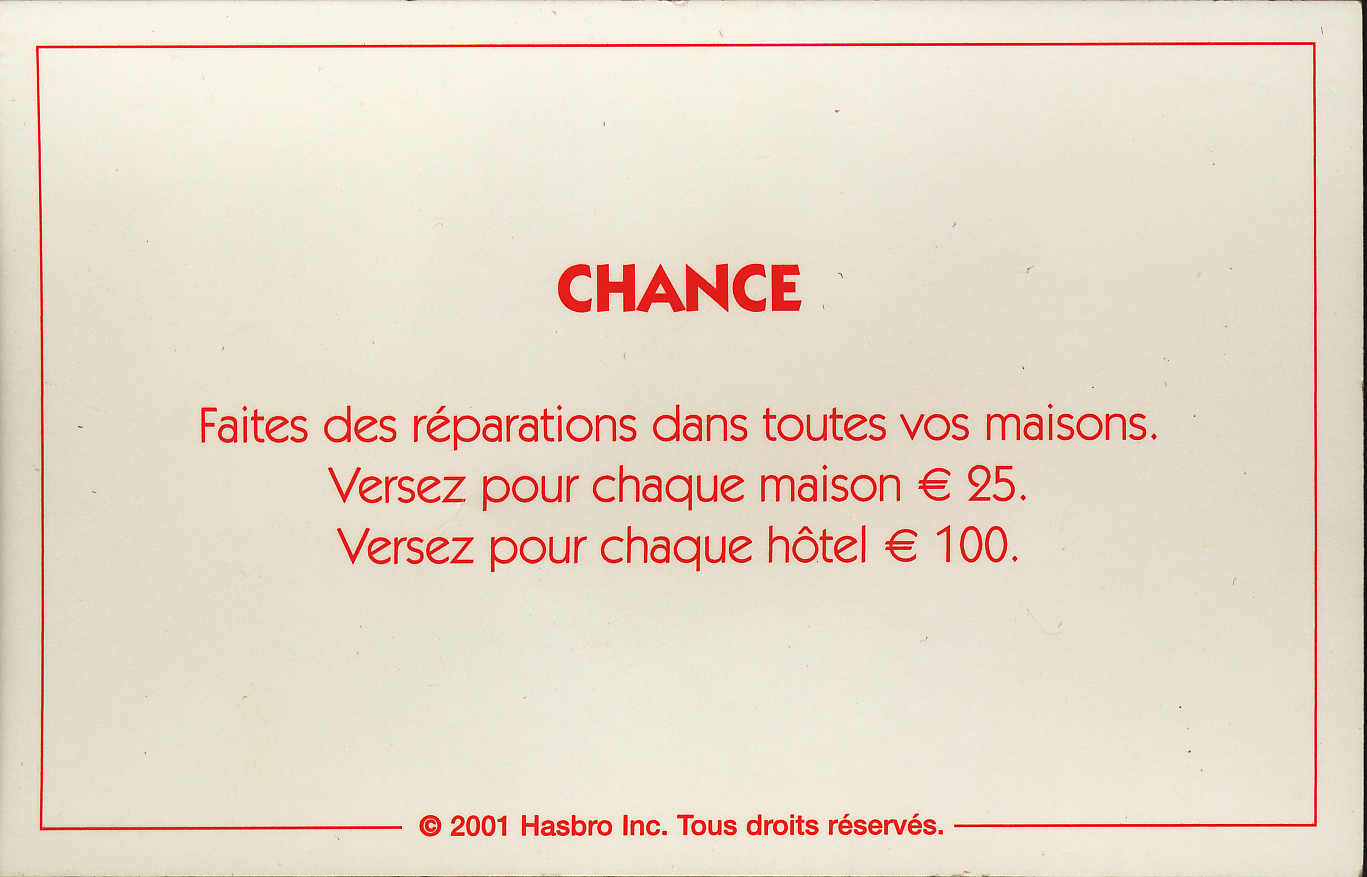 CHANCE
Faites des réparations dans toutes vos maisons.
Versez pour chaque maison € 25.
Versez pour chaque hôtel € 100.
© 2001 Hasbro Inc. Tous droits réservés.